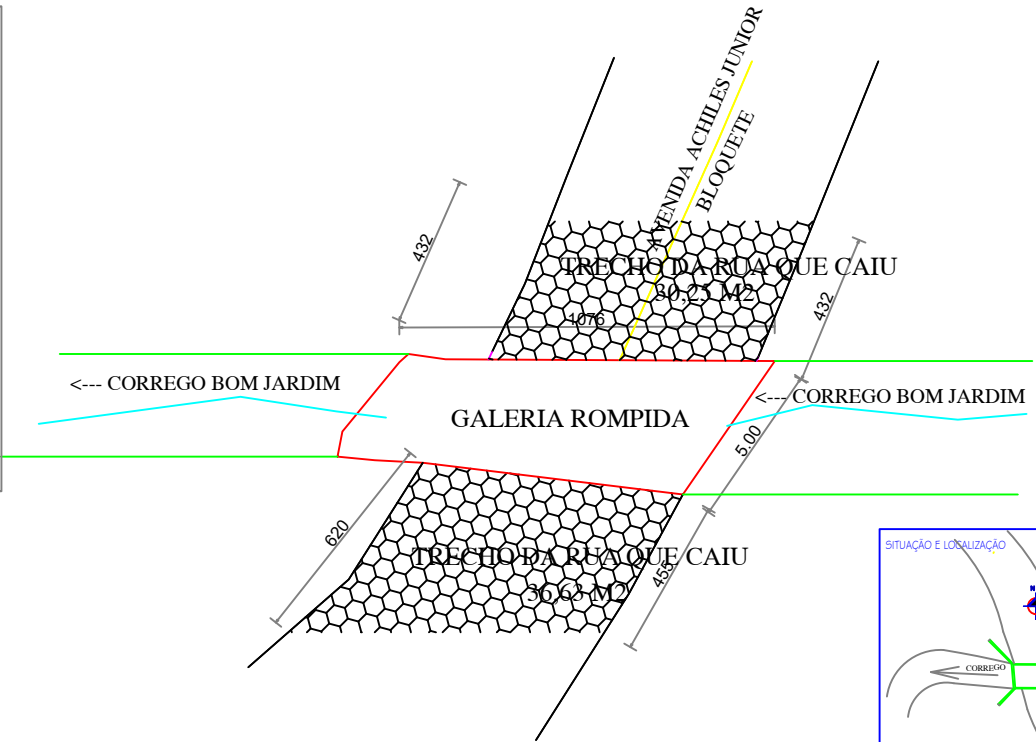 AVENIDA ACHILES JUNIOR
BLOQUETE
432
TRECHO DA RUA QUE CAIU
30,25 M2
432
1076
<--- CORREGO BOM JARDIM
<--- CORREGO BOM JARDIM
GALERIA ROMPIDA
5.00
620
TRECHO DA RUA QUE CAIU
36,63 M2
455
SITUAÇÃO E LOCALIZAÇÃO
N
CORREGO